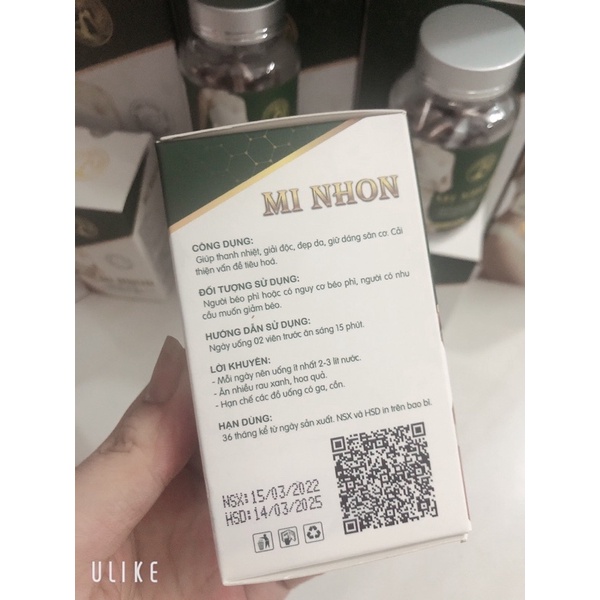 MI NHON
CÔNG DỤNG:
Giúp thanh nhiệt, giải độc, đẹp da, giữ dáng săn cơ. Cải
thiện vấn đề tiêu hoá.
ĐỐI TƯỢNG SỬ DỤNG:
Người béo phì hoặc có nguy cơ béo phì, người có nhu
cầu muốn giảm béo.
HƯỚNG DẪN SỬ DỤNG:
Ngày uống 02 viên trước ăn sáng 15 phút.
LỜI KHUYÊN:
- Mỗi ngày nên uống ít nhất 2-3 lít nước.
- Ăn nhiều rau xanh, hoa quả.
- Hạn chế các đồ uống có ga, cồn.
HẠN DÙNG:
36 tháng kể từ ngày sản xuất. NSX và HSD in trên bao bì.
NSX:15/03/2022
HSD:14/03/2025
ULIKE